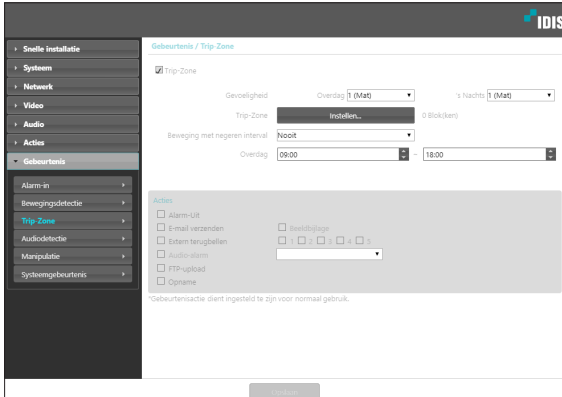 IDIS
Snelle installatie
Systeem
Netwerk
Video
Audio
Acties
Gebeurtenis
Alarm-in
Bewegingsdetectie
Trip-Zone
Audiodetectie
Manipulatie
Systeemgebeurtenis
Gebeurtenis / Trip-Zone
Trip-Zone
Gevoeligheid Overdag 1 (Mat) 's Nachts 1 (Mat)
Trip-Zone Instellen... 0 Blok(ken)
Beweging met negeren interval Nooit
Overdag 09:00 ~ 18:00
Acties
Alarm-Uit
E-mail verzenden Beeldbijlage
Extern terugbellen 1 2 3 4 5
Audio-alarm
FTP-upload
Opname
*Gebeurtenisactie dient ingesteld te zijn voor normaal gebruik.